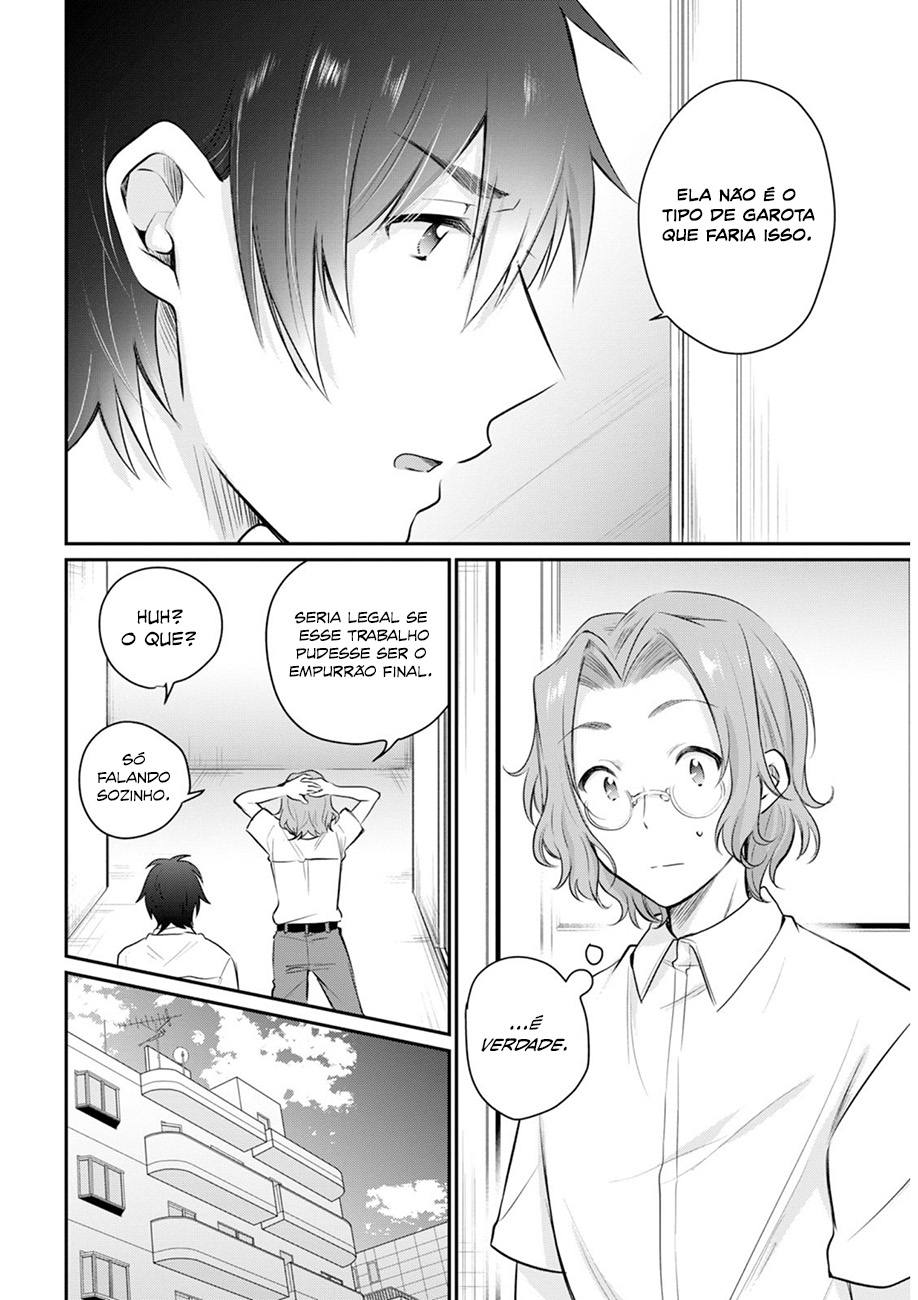 ELA NÃO É O
TIPO DE GAROTA
QUE FARIA ISSO.
...É
VERDADE.
SERIA LEGAL SE
ESSE TRABALHO
PUDESSE SER O
EMPURRÃO FINAL.
HUH?
O QUE?
SÓ
FALANDO
SOZINHO.